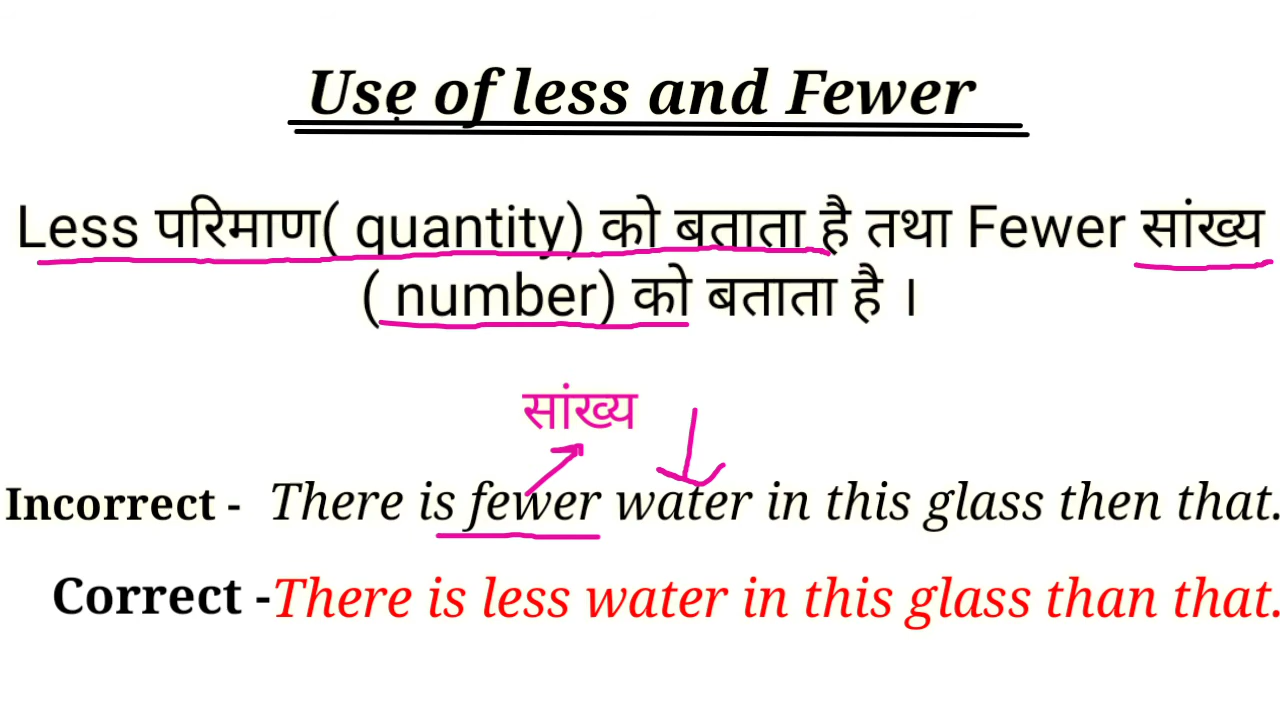 Use of less and Fewer
Less परिमाण( quantity) को बताता है तथा Fewer सांख्य
( number) को बताता है ।
सांख्य
Incorrect - There is fewer water in this glass then that.
Correct -There is less water in this glass than that.